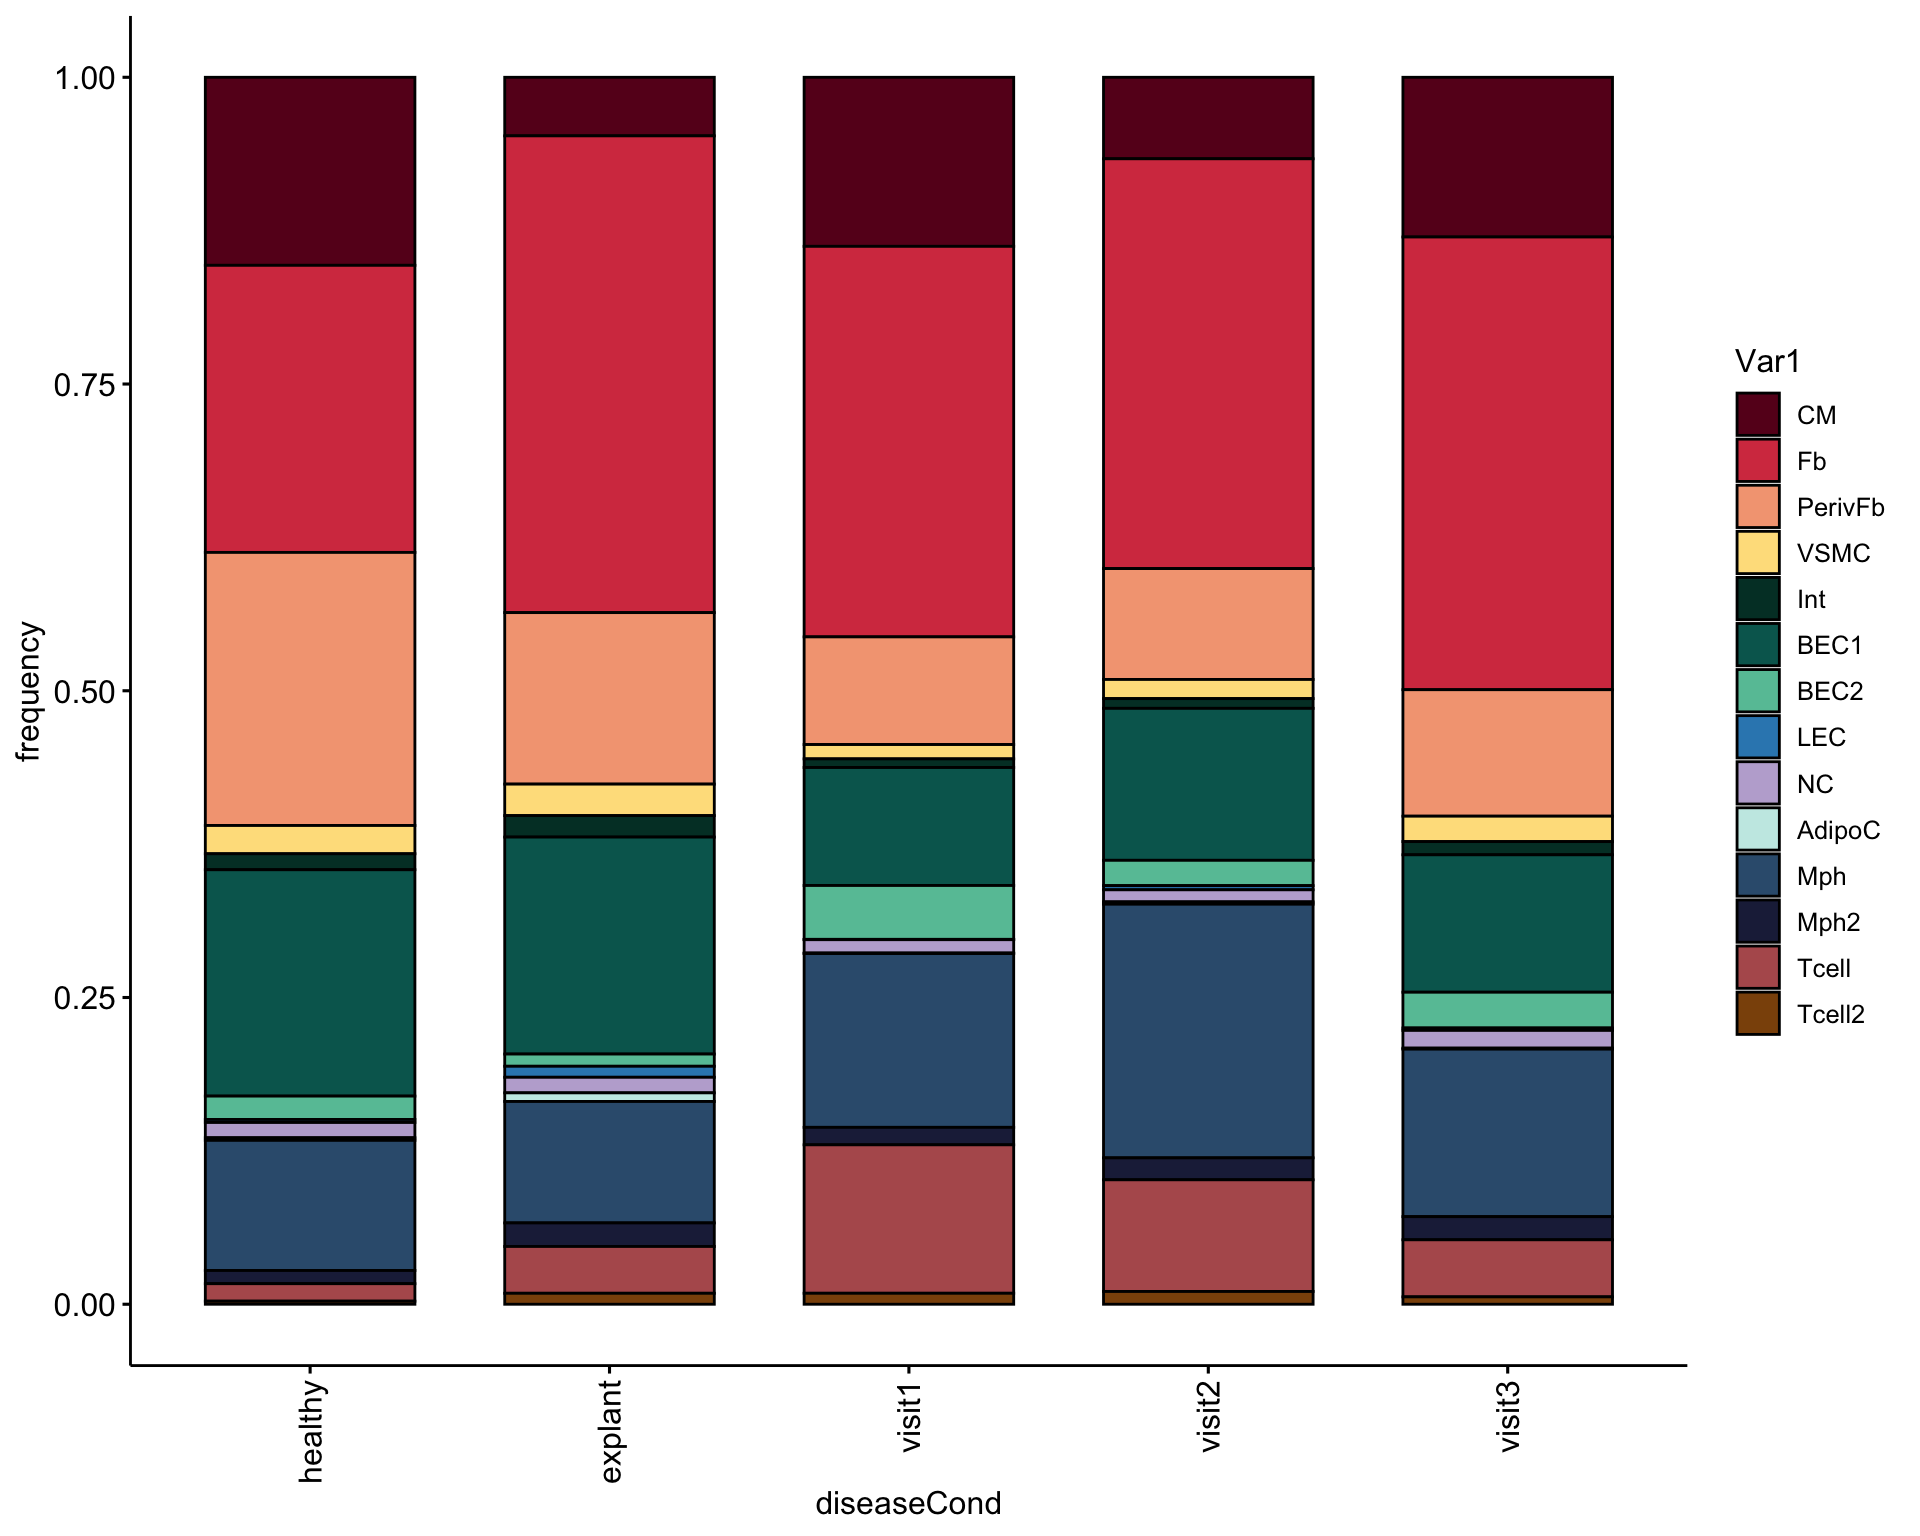 1.00
0.75
0.50
0.25
0.00
frequency
healthy
explant
visit1
visit2
visit3
diseaseCond
Var1
CM
Fb
PerivFb
VSMC
Int
BEC1
BEC2
LEC
NC
AdipoC
Mph
Mph2
Tcell
Tcell2